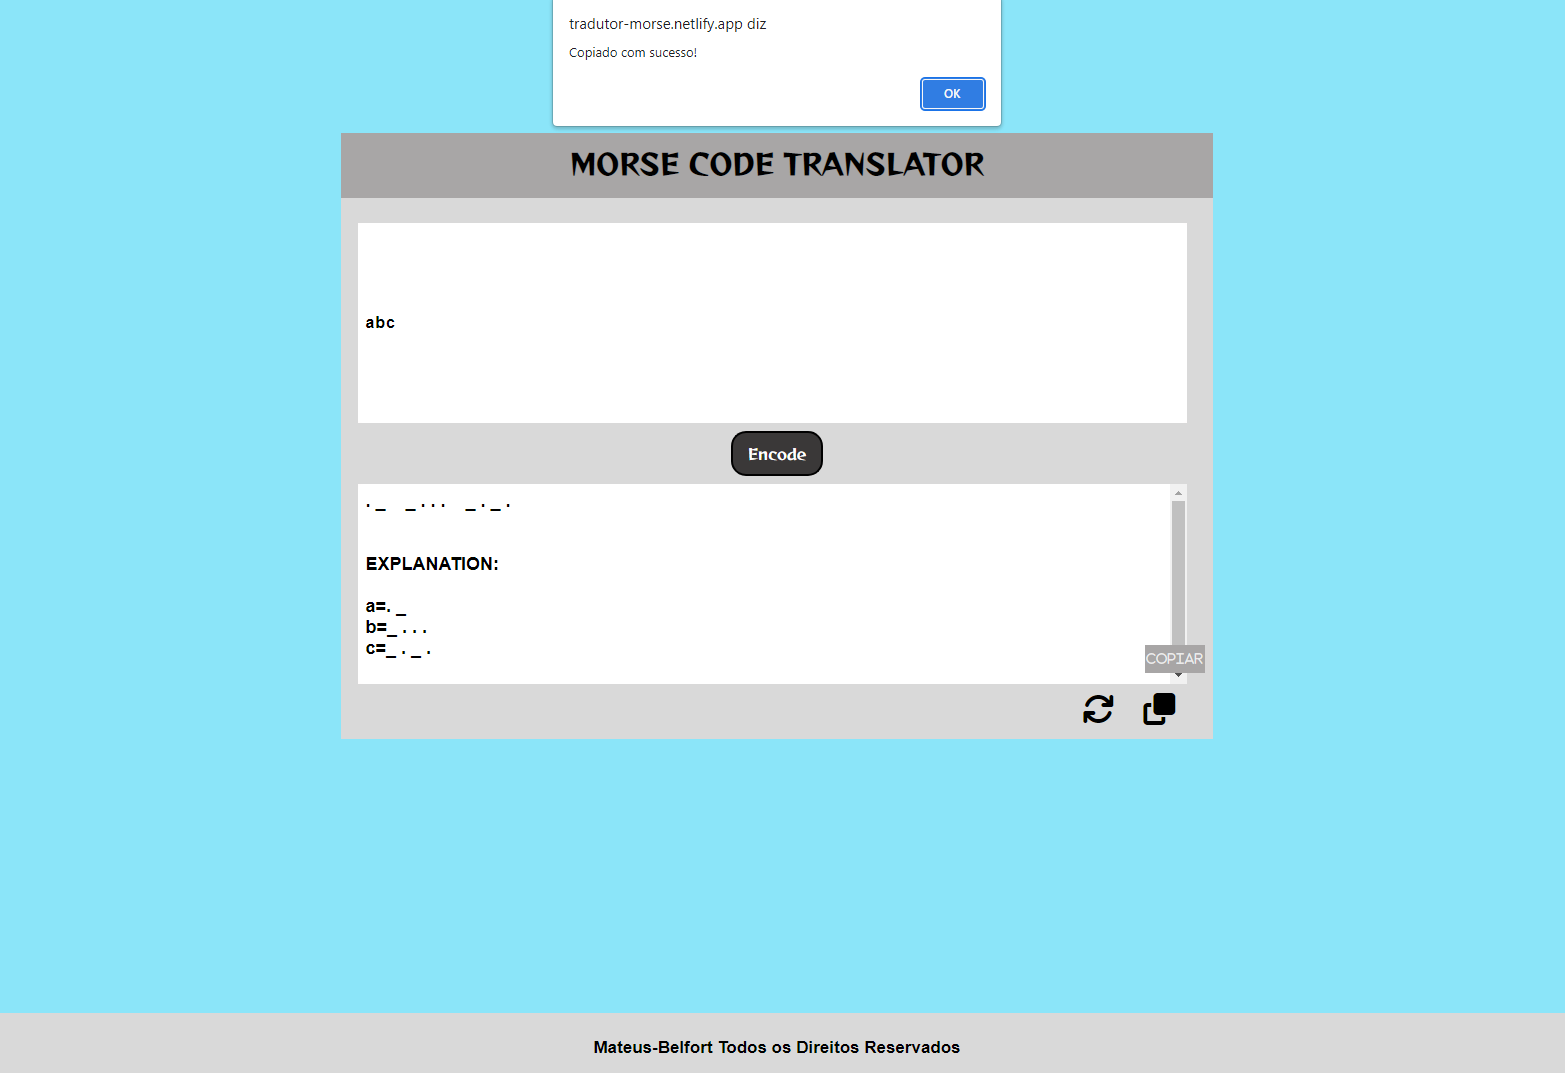 tradutor-morse.netlify.app diz
Copiado com sucesso!
OK
MORSE CODE TRANSLATOR
abc
Encode
. _   _ . . .   _ . _ .
EXPLANATION:
a=. _
b=_ . . .
c=_ . _ .
COPIAR
Mateus-Belfort Todos os Direitos Reservados